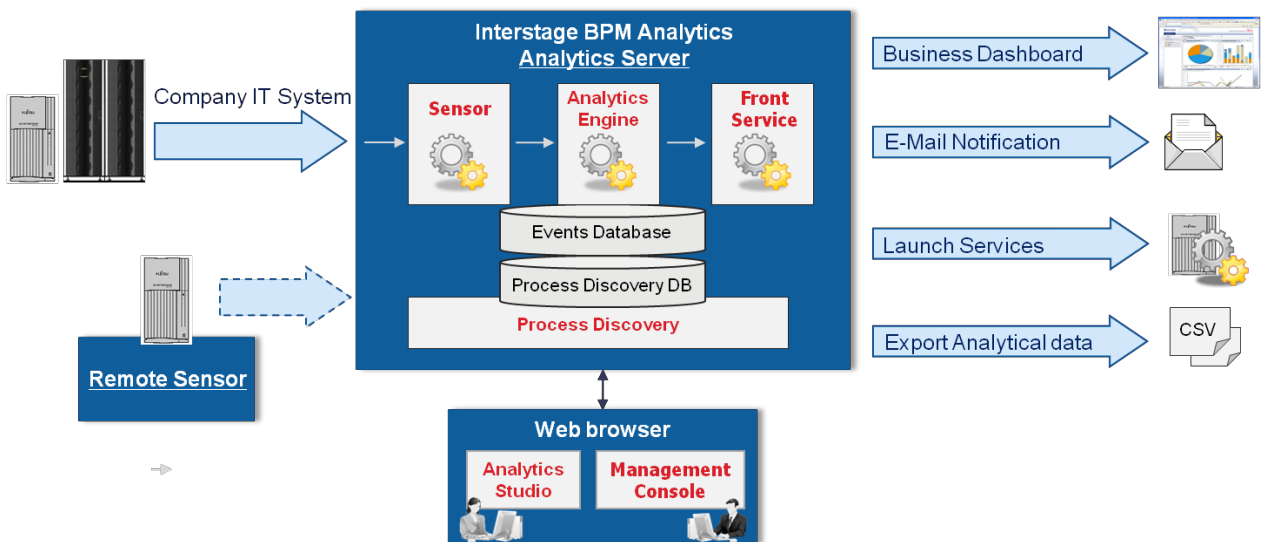 Interstage BPM Analytics
Analytics Server
Company IT System
Sensor
Analytics
Engine
Front
Service
Events Database
Process Discovery DB
Process Discovery
FUJITSU
FUJITSU
Remote Sensor
Business Dashboard
E-Mail Notification
Launch Services
Export Analytical data
CSV
Web browser
Analytics
Studio
Management
Console